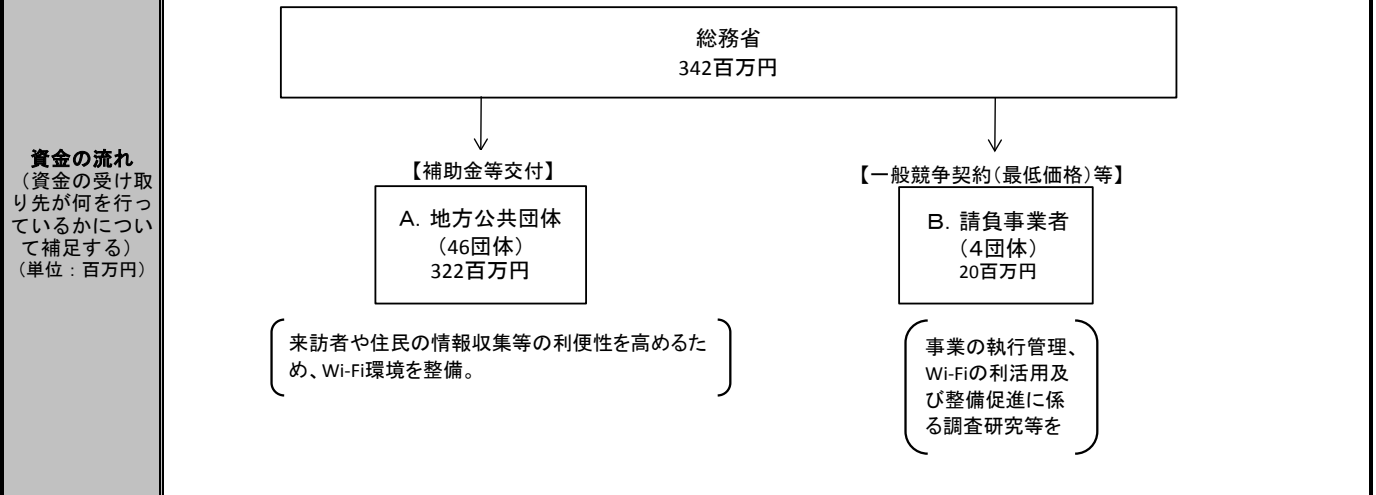 資金の流れ
（資金の受け取
り先が何を行っ
ているかについ
て補足する）
（単位：百万円）
総務省
342百万円
【補助金等交付】
A．地方公共団体
（46団体）
322百万円
来訪者や住民の情報収集等の利便性を高めるた
め、Wi-Fi環境を整備。
【一般競争契約（最低価格）等】
B．請負事業者
（４団体）
20百万円
事業の執行管理、
Wi-Fiの利活用及
び整備促進に係
る調査研究等を